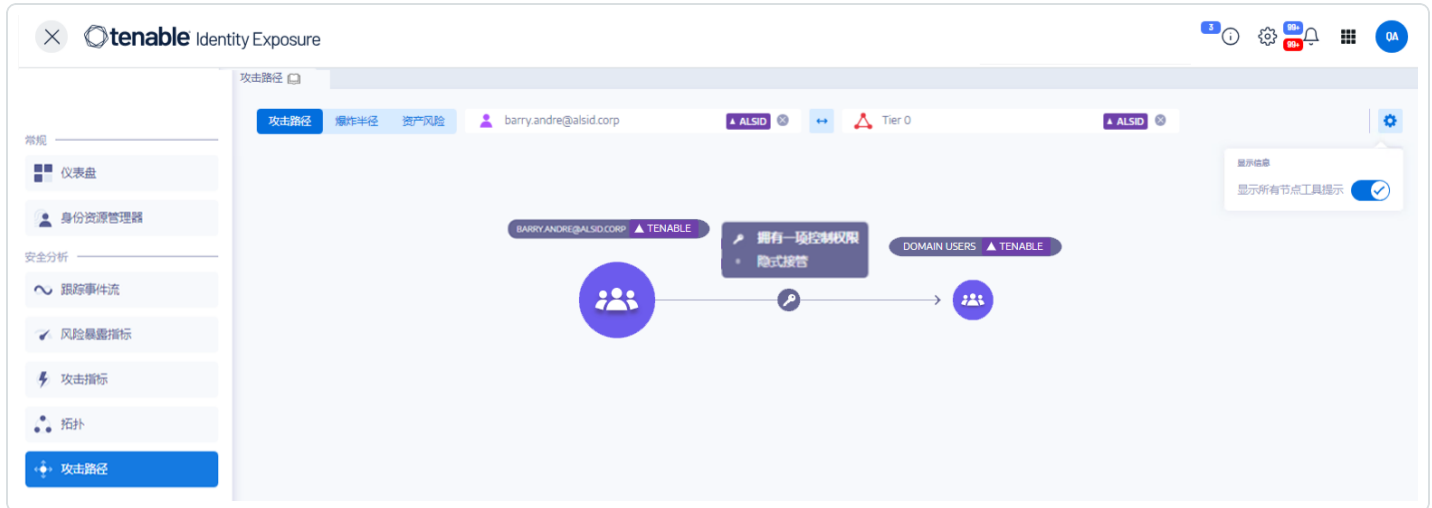 tenable Identity Exposure
3
99+
99+
QA
攻击路径
攻击路径 爆炸半径 资产风险 barry.andre@alsid.corp ALSID Tier 0 ALSID
常规
仪表盘
身份资源管理器
安全分析
跟踪事件流
风险暴露指标
攻击指标
拓扑
攻击路径
显示信息
显示所有节点工具提示
BARRY.ANDRE@ALSID.CORP TENABLE
拥有一项控制权限
隐式接管
DOMAIN USERS TENABLE